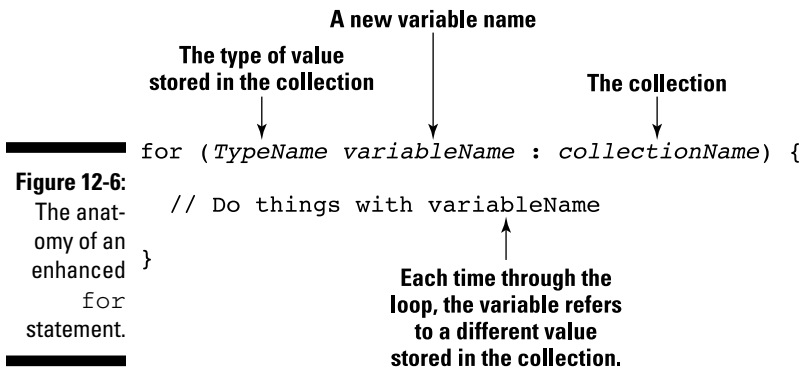 A new variable name
The type of value
stored in the collection
The collection
for (TypeName variableName : collectionName) {
// Do things with variableName
}
Each time through the
loop, the variable refers
to a different value
stored in the collection.
Figure 12-6:
The anat-
omy of an
enhanced
for
statement.